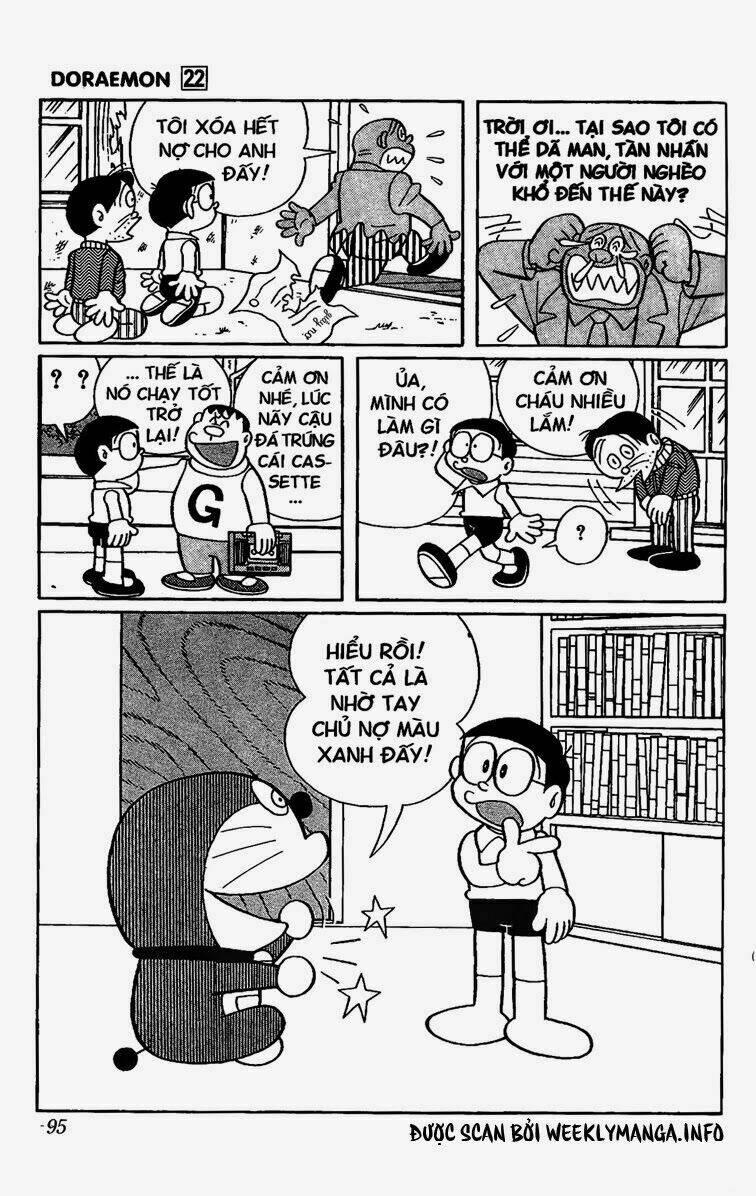 DORAEMON 22
TÔI XÓA HẾT
NỢ CHO ANH
ĐẤY!
giấy nợ
TRỜI ƠI... TẠI SAO TÔI CÓ
THỂ DÃ MAN, TÀN NHẪN
VỚI MỘT NGƯỜI NGHÈO
KHỔ ĐẾN THẾ NÀY?
? ?
... THẾ LÀ
NÓ CHẠY TỐT
TRỞ
LẠI!
CẢM ƠN
NHÉ, LÚC
NÃY CẬU
ĐÁ TRÚNG
CÁI CAS-
SETTE
...
G
ỦA,
MÌNH CÓ
LÀM GÌ
ĐÂU?!
CẢM ƠN
CHÁU NHIỀU
LẮM!
?
HIỂU RỒI!
TẤT CẢ LÀ
NHỜ TAY
CHỦ NỢ MÀU
XANH ĐẤY!
-95
ĐƯỢC SCAN BỞI WEEKLYMANGA.INFO